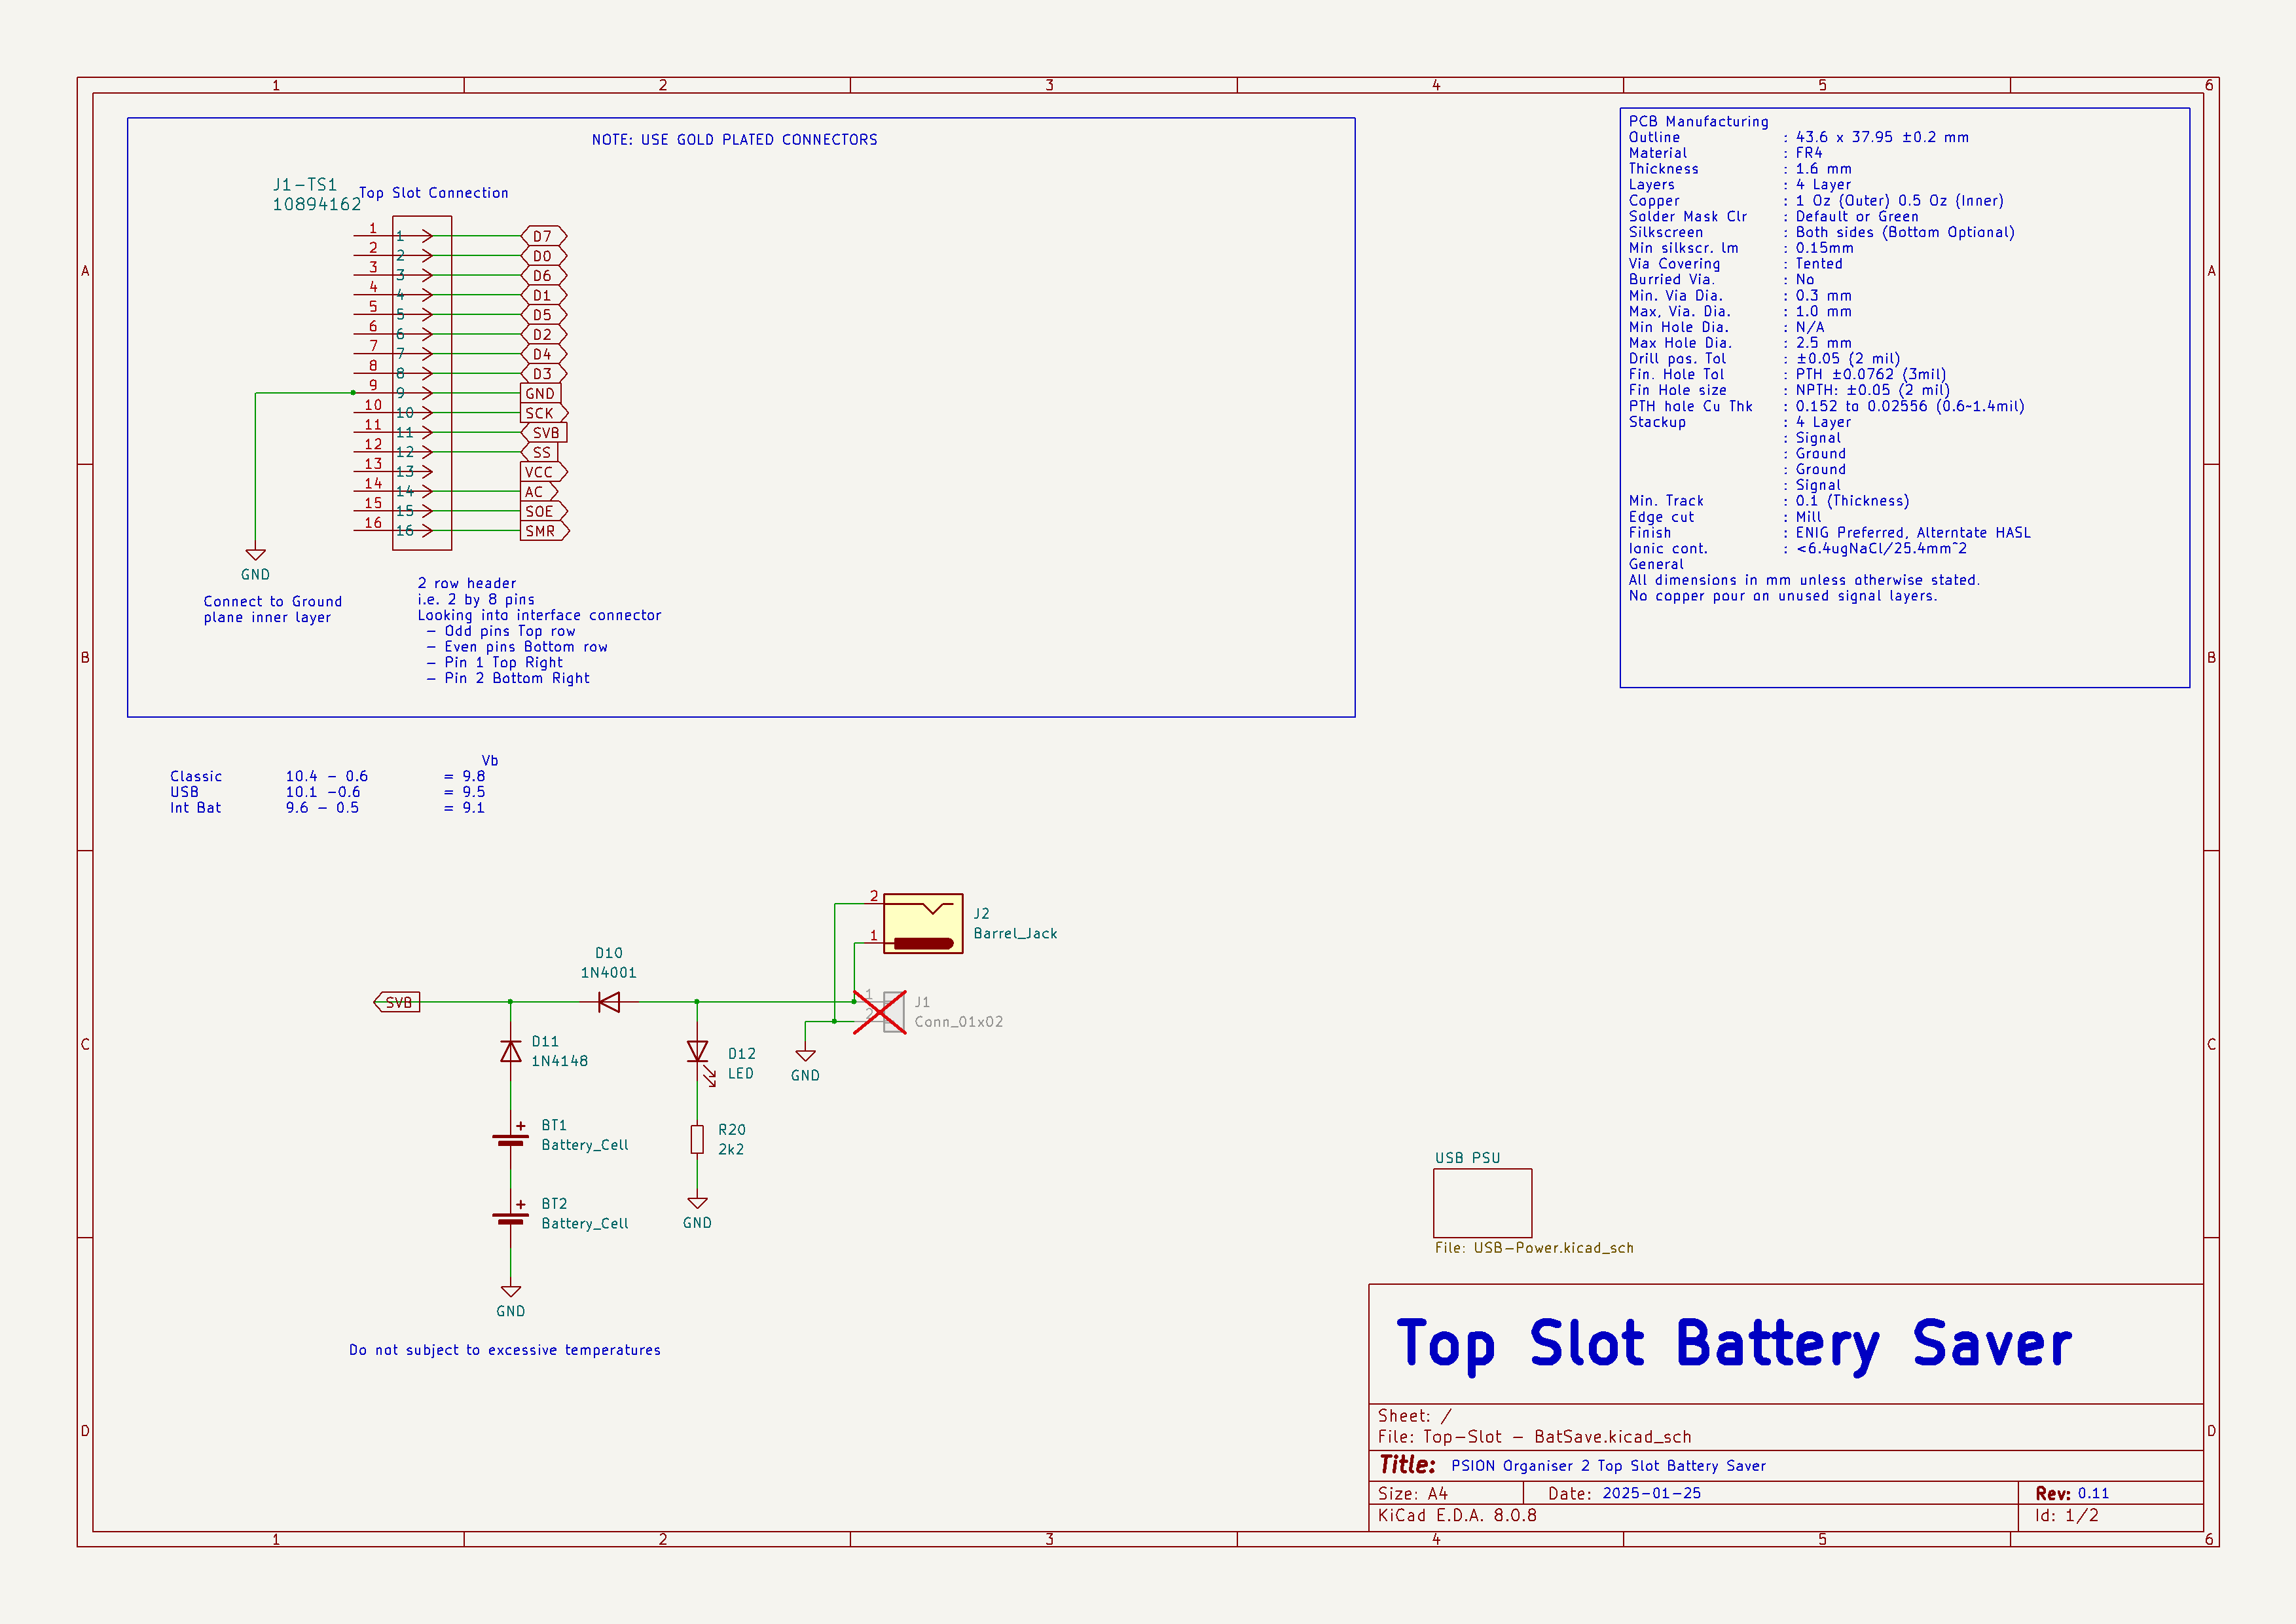 1 2 3 4 5 6
A
B
C
D
A
B
C
D
NOTE: USE GOLD PLATED CONNECTORS
J1-TS1
10894162
Top Slot Connection
1 1 D7
2 2 D0
3 3 D6
4 4 D1
5 5 D5
6 6 D2
7 7 D4
8 8 D3
9 9 GND
10 10 SCK
11 11 SVB
12 12 SS
13 13 VCC
14 14 AC
15 15 SOE
16 16 SMR
GND
Connect to Ground
plane inner layer
2 row header
i.e. 2 by 8 pins
Looking into interface connector
- Odd pins Top row
- Even pins Bottom row
- Pin 1 Top Right
- Pin 2 Bottom Right
PCB Manufacturing
Outline : 43.6 x 37.95 ±0.2 mm
Material : FR4
Thickness : 1.6 mm
Layers : 4 Layer
Copper : 1 Oz (Outer) 0.5 Oz (Inner)
Solder Mask Clr : Default or Green
Silkscreen : Both sides (Bottom Optional)
Min silkscr. lm : 0.15mm
Via Covering : Tented
Burried Via. : No
Min. Via Dia. : 0.3 mm
Max, Via. Dia. : 1.0 mm
Min Hole Dia. : N/A
Max Hole Dia. : 2.5 mm
Drill pos. Tol : ±0.05 (2 mil)
Fin. Hole Tol : PTH ±0.0762 (3mil)
Fin Hole size : NPTH: ±0.05 (2 mil)
PTH hole Cu Thk : 0.152 to 0.02556 (0.6~1.4mil)
Stackup : 4 Layer
: Signal
: Ground
: Ground
: Signal
Min. Track : 0.1 (Thickness)
Edge cut : Mill
Finish : ENIG Preferred, Alterntate HASL
Ionic cont. : <6.4ugNaCl/25.4mm^2
General
All dimensions in mm unless otherwise stated.
No copper pour on unused signal layers.
Vb
Classic 10.4 - 0.6 = 9.8
USB 10.1 -0.6 = 9.5
Int Bat 9.6 - 0.5 = 9.1
2
1
J2
Barrel_Jack
D10
1N4001
SVB
1
2
J1
Conn_01x02
D11
1N4148
D12
LED
GND
BT1
Battery_Cell
R20
2k2
BT2
Battery_Cell
GND
GND
Do not subject to excessive temperatures
USB PSU
File: USB-Power.kicad_sch
Top Slot Battery Saver
Sheet: /
File: Top-Slot - BatSave.kicad_sch
Title: PSION Organiser 2 Top Slot Battery Saver
Size: A4 Date: 2025-01-25 Rev: 0.11
KiCad E.D.A. 8.0.8 Id: 1/2
1 2 3 4 5 6